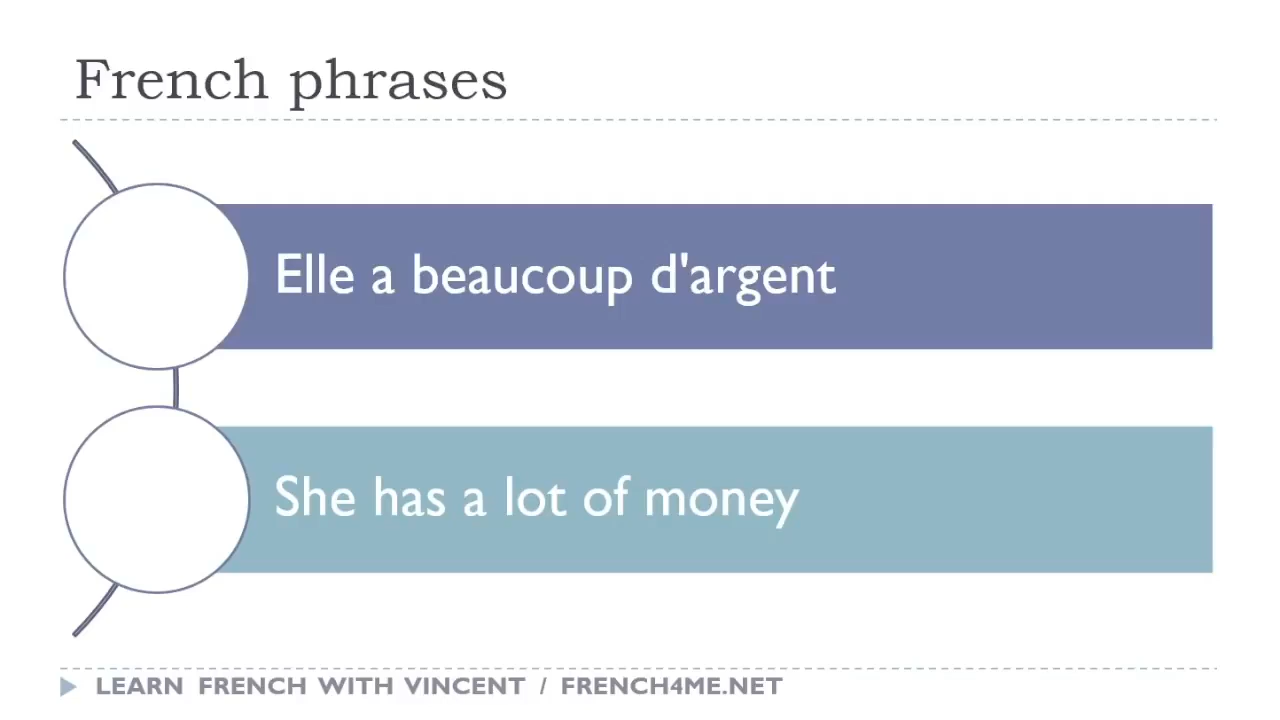 French phrases
Elle a beaucoup d'argent
She has a lot of money
LEARN FRENCH WITH VINCENT / FRENCH4ME.NET